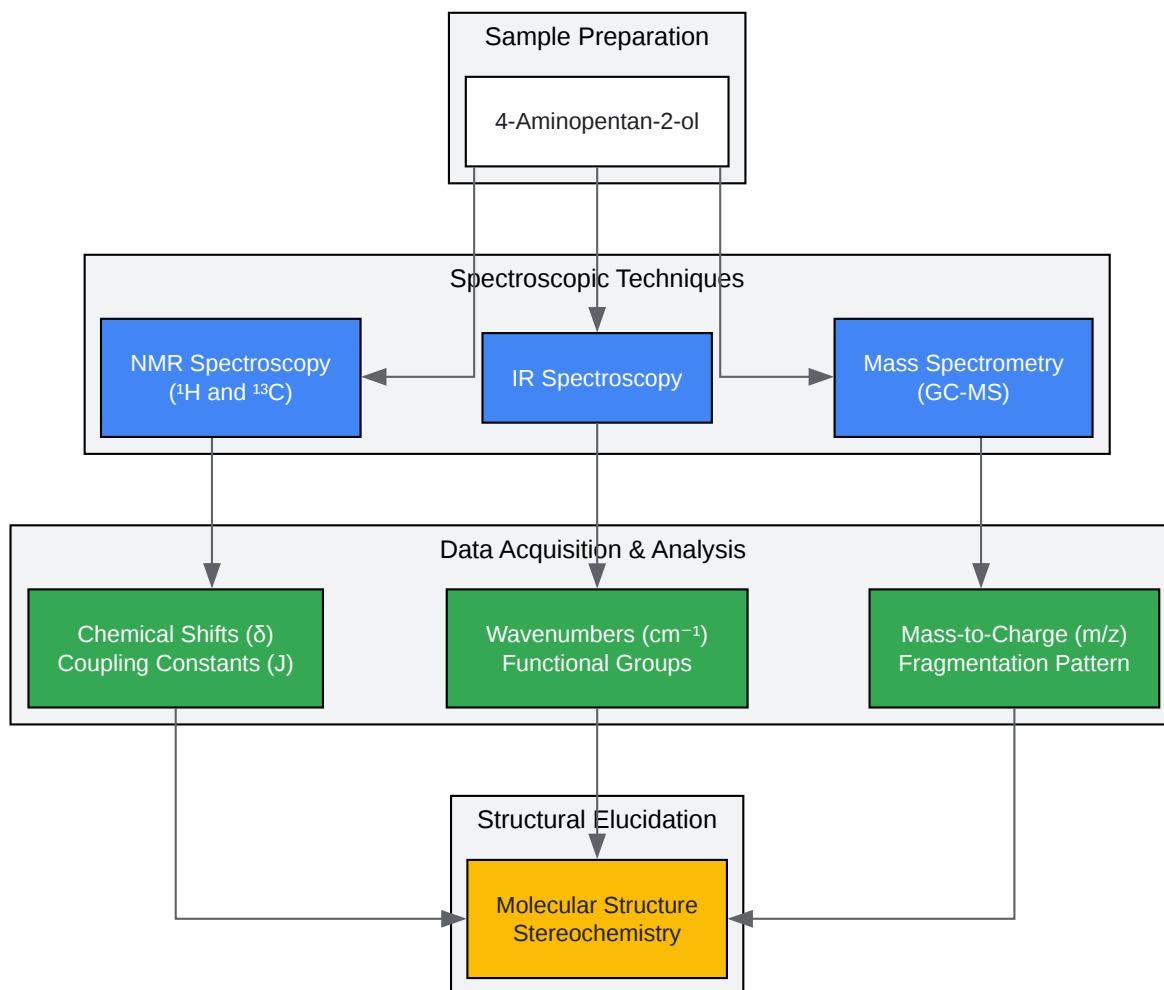 Sample Preparation
4-Aminopentan-2-ol
Spectroscopic Techniques
NMR Spectroscopy
(¹H and ¹³C)
IR Spectroscopy
Mass Spectrometry
(GC-MS)
Data Acquisition & Analysis
Chemical Shifts (δ)
Coupling Constants (J)
Wavenumbers (cm⁻¹)
Functional Groups
Mass-to-Charge (m/z)
Fragmentation Pattern
Structural Elucidation
Molecular Structure
Stereochemistry